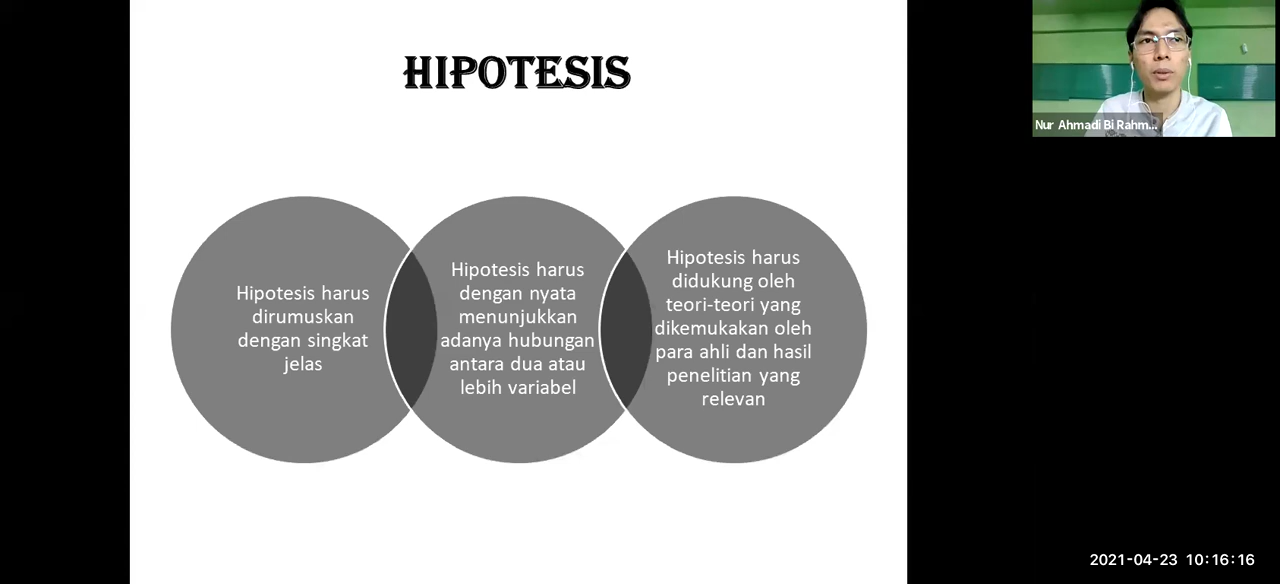 HIPOTESIS
Hipotesis harus
dirumuskan
dengan singkat
jelas
Hipotesis harus
dengan nyata
menunjukkan
adanya hubungan
antara dua atau
lebih variabel
Hipotesis harus
didukung oleh
teori-teori yang
dikemukakan oleh
para ahli dan hasil
penelitian yang
relevan
Nur Ahmadi Bi Rahm...
2021-04-23 10:16:16